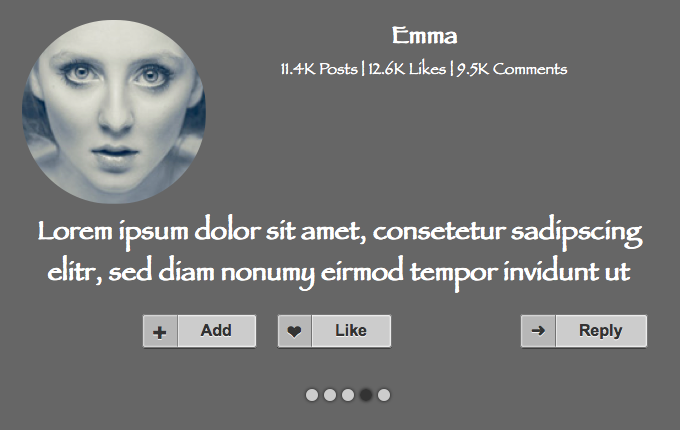 Emma
11.4K Posts | 12.6K Likes | 9.5K Comments
Lorem ipsum dolor sit amet, consetetur sadipscing
elitr, sed diam nonumy eirmod tempor invidunt ut
Add Like Reply